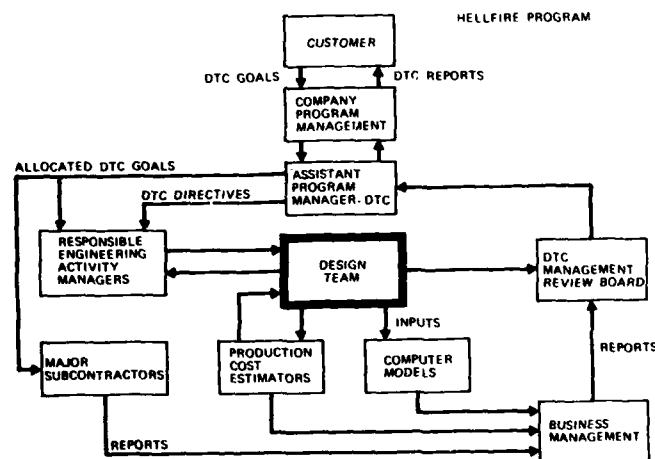 HELLFIRE PROGRAM
CUSTOMER
DTC GOALS
DTC REPORTS
COMPANY
PROGRAM
MANAGEMENT
ALLOCATED DTC GOALS
ASSISTANT
PROGRAM
MANAGER-DTC
DTC DIRECTIVES
RESPONSIBLE
ENGINEERING
ACTIVITY
MANAGERS
DESIGN
TEAM
DTC
MANAGEMENT
REVIEW BOARD
INPUTS
REPORTS
MAJOR
SUBCONTRACTORS
PRODUCTION
COST
ESTIMATORS
COMPUTER
MODELS
REPORTS
BUSINESS
MANAGEMENT